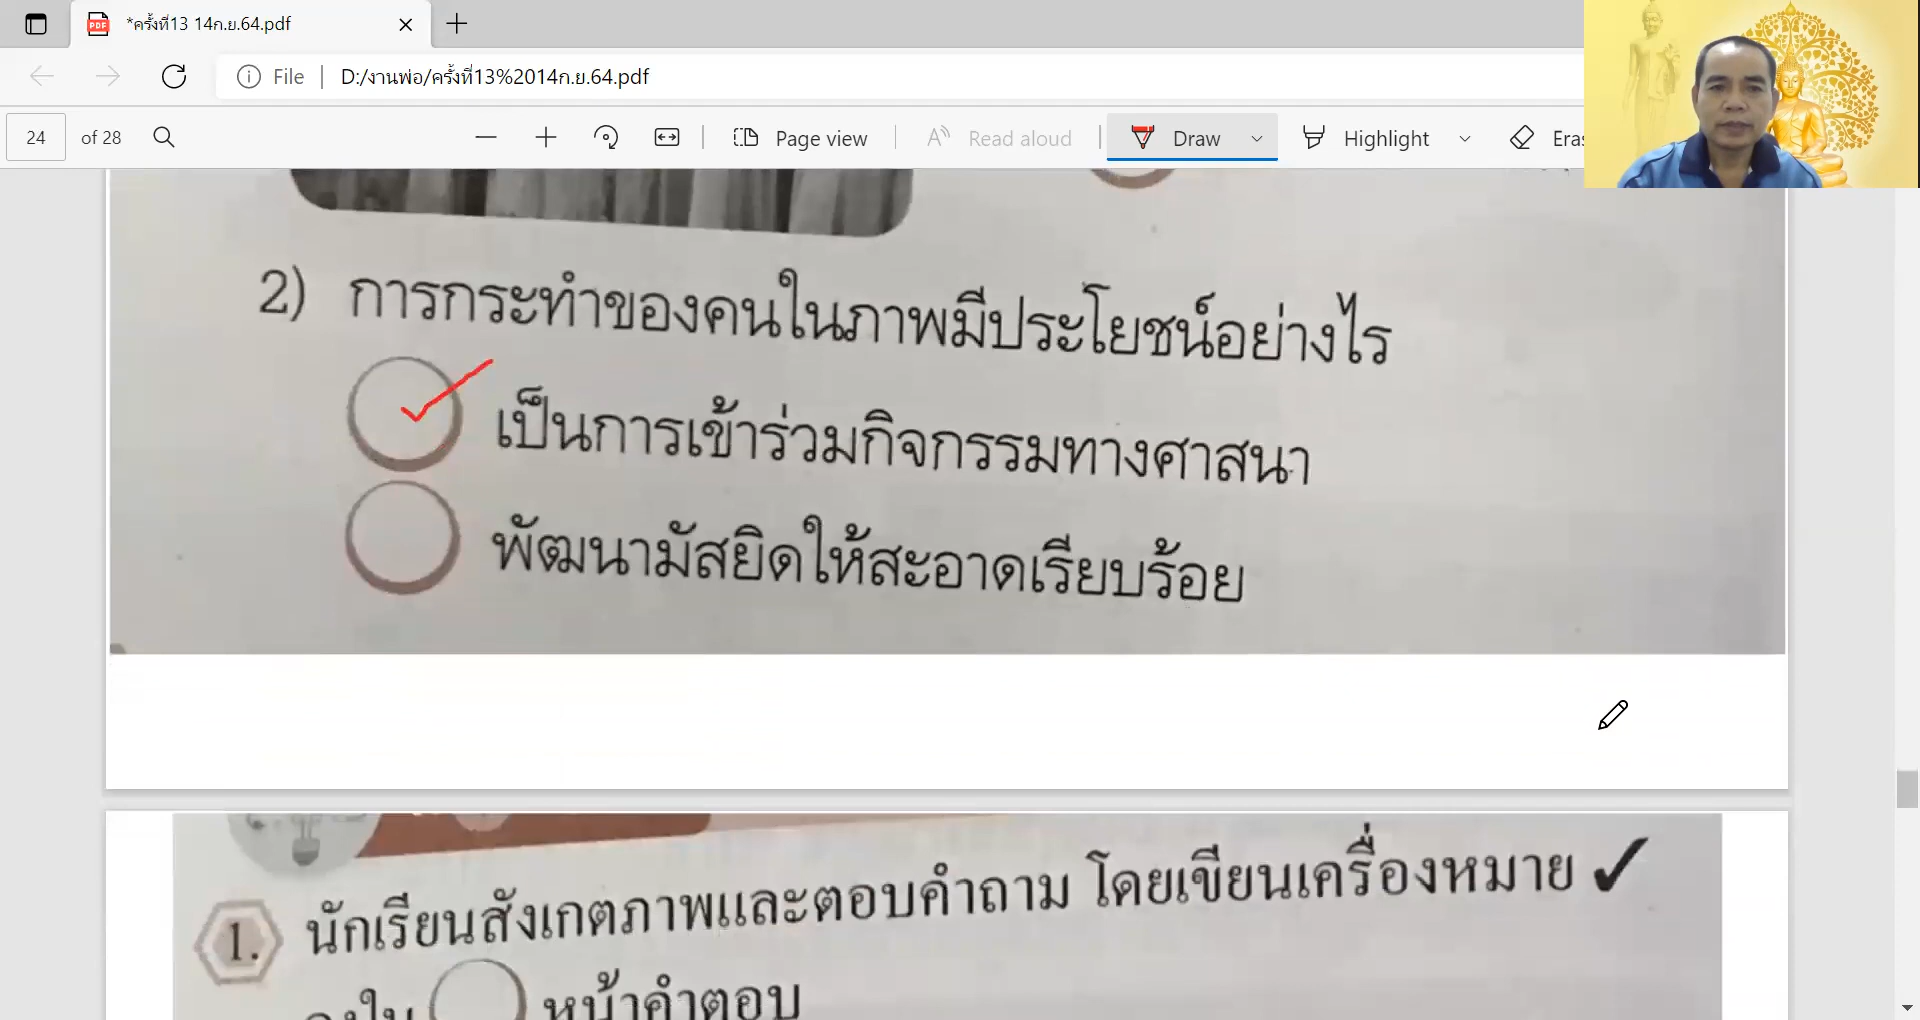 *ครั้งที่13 14ก.ย.64.pdf
File
D:/งานพ่อ/ครั้งที่13%2014ก.ย.64.pdf
24 of 28
Page view
Read aloud
Draw
Highlight
2) การกระทำของคนในภาพมีประโยชน์อย่างไร
เป็นการเข้าร่วมกิจกรรมทางศาสนา
พัฒนามัสยิดให้สะอาดเรียบร้อย
1. นักเรียนสังเกตภาพและตอบคำถาม โดยเขียนเครื่องหมาย ✓
หน้าคำตอบ